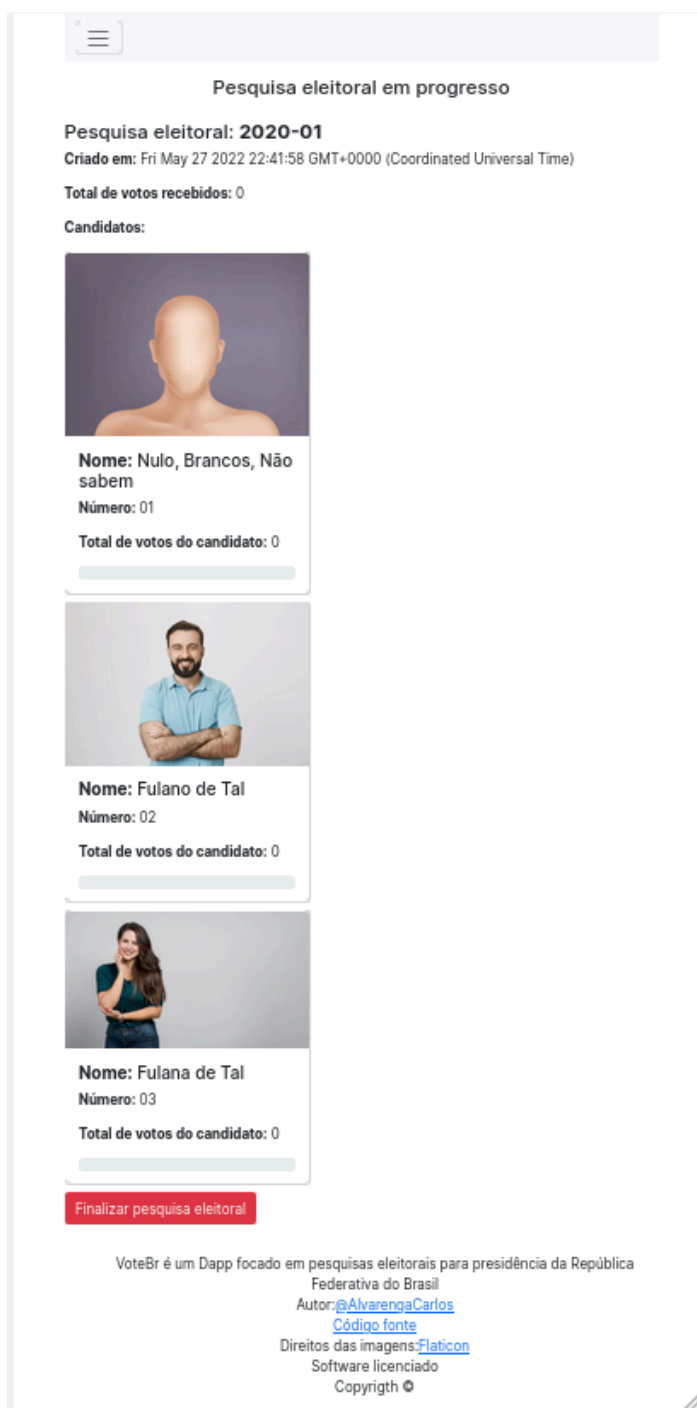 Pesquisa eleitoral em progresso
Pesquisa eleitoral: 2020-01
Criado em: Fri May 27 2022 22:41:58 GMT+0000 (Coordinated Universal Time)
Total de votos recebidos: 0
Candidatos:
Nome: Nulo, Brancos, Não
sabem
Número: 01
Total de votos do candidato: 0
Nome: Fulano de Tal
Número: 02
Total de votos do candidato: 0
Nome: Fulana de Tal
Número: 03
Total de votos do candidato: 0
Finalizar pesquisa eleitoral
VoteBr é um Dapp focado em pesquisas eleitorais para presidência da República
Federativa do Brasil
Autor:@AlvarengaCarlos
Código fonte
Direitos das imagens:Flaticon
Software licenciado
Copyrigth ©